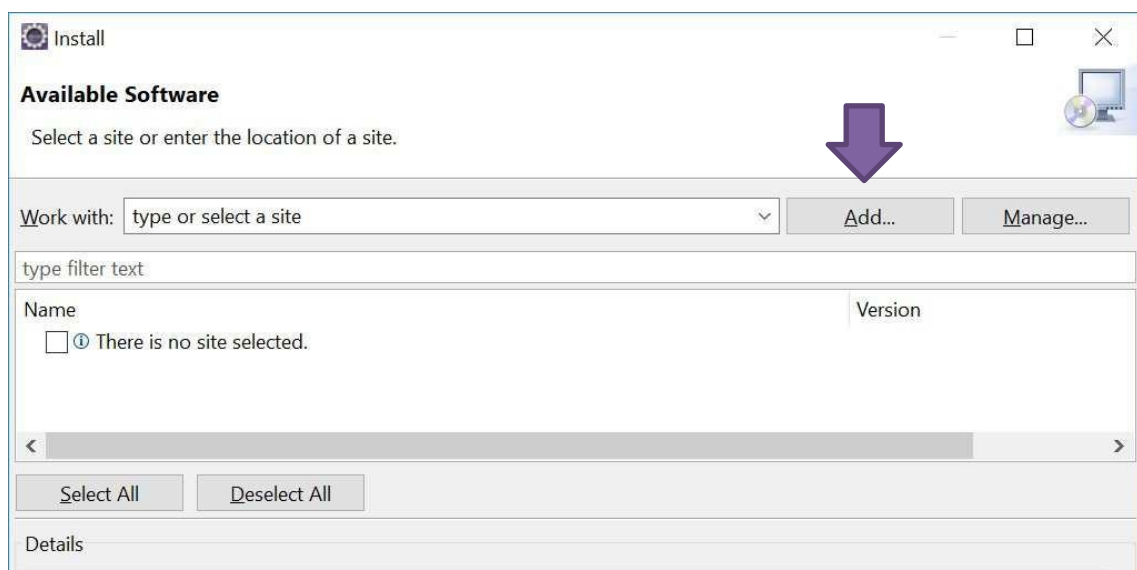 Install
Available Software
Select a site or enter the location of a site.
Work with: type or select a site Add... Manage...
type filter text
Name Version
There is no site selected.
Select All Deselect All
Details